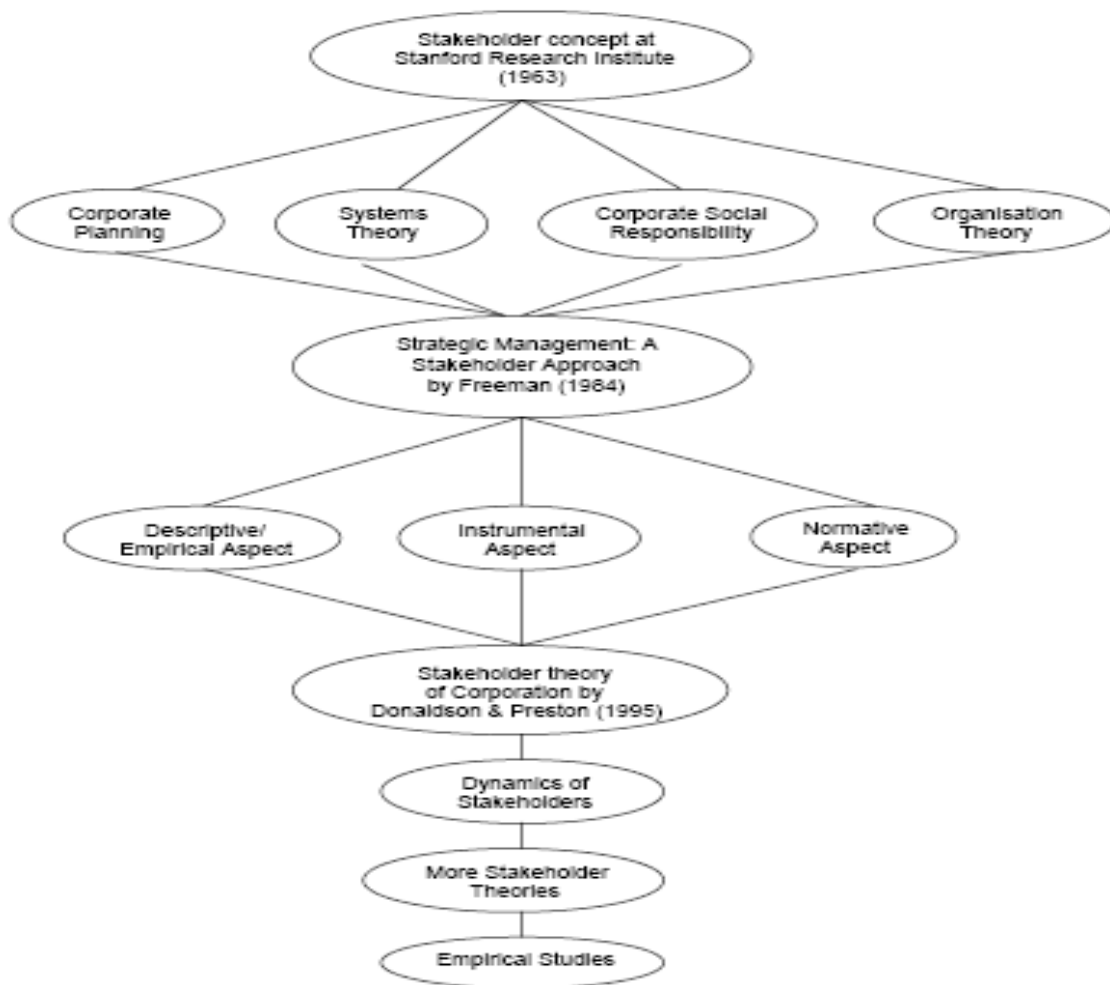 Stakeholder concept at
Stanford Research Institute
(1963)
Corporate
Planning
Systems
Theory
Corporate Social
Responsibility
Organisation
Theory
Strategic Management: A
Stakeholder Approach
by Freeman (1984)
Descriptive/
Empirical Aspect
Instrumental
Aspect
Normative
Aspect
Stakeholder theory
of Corporation by
Donaldson & Preston (1995)
Dynamics of
Stakeholders
More Stakeholder
Theories
Empirical Studies